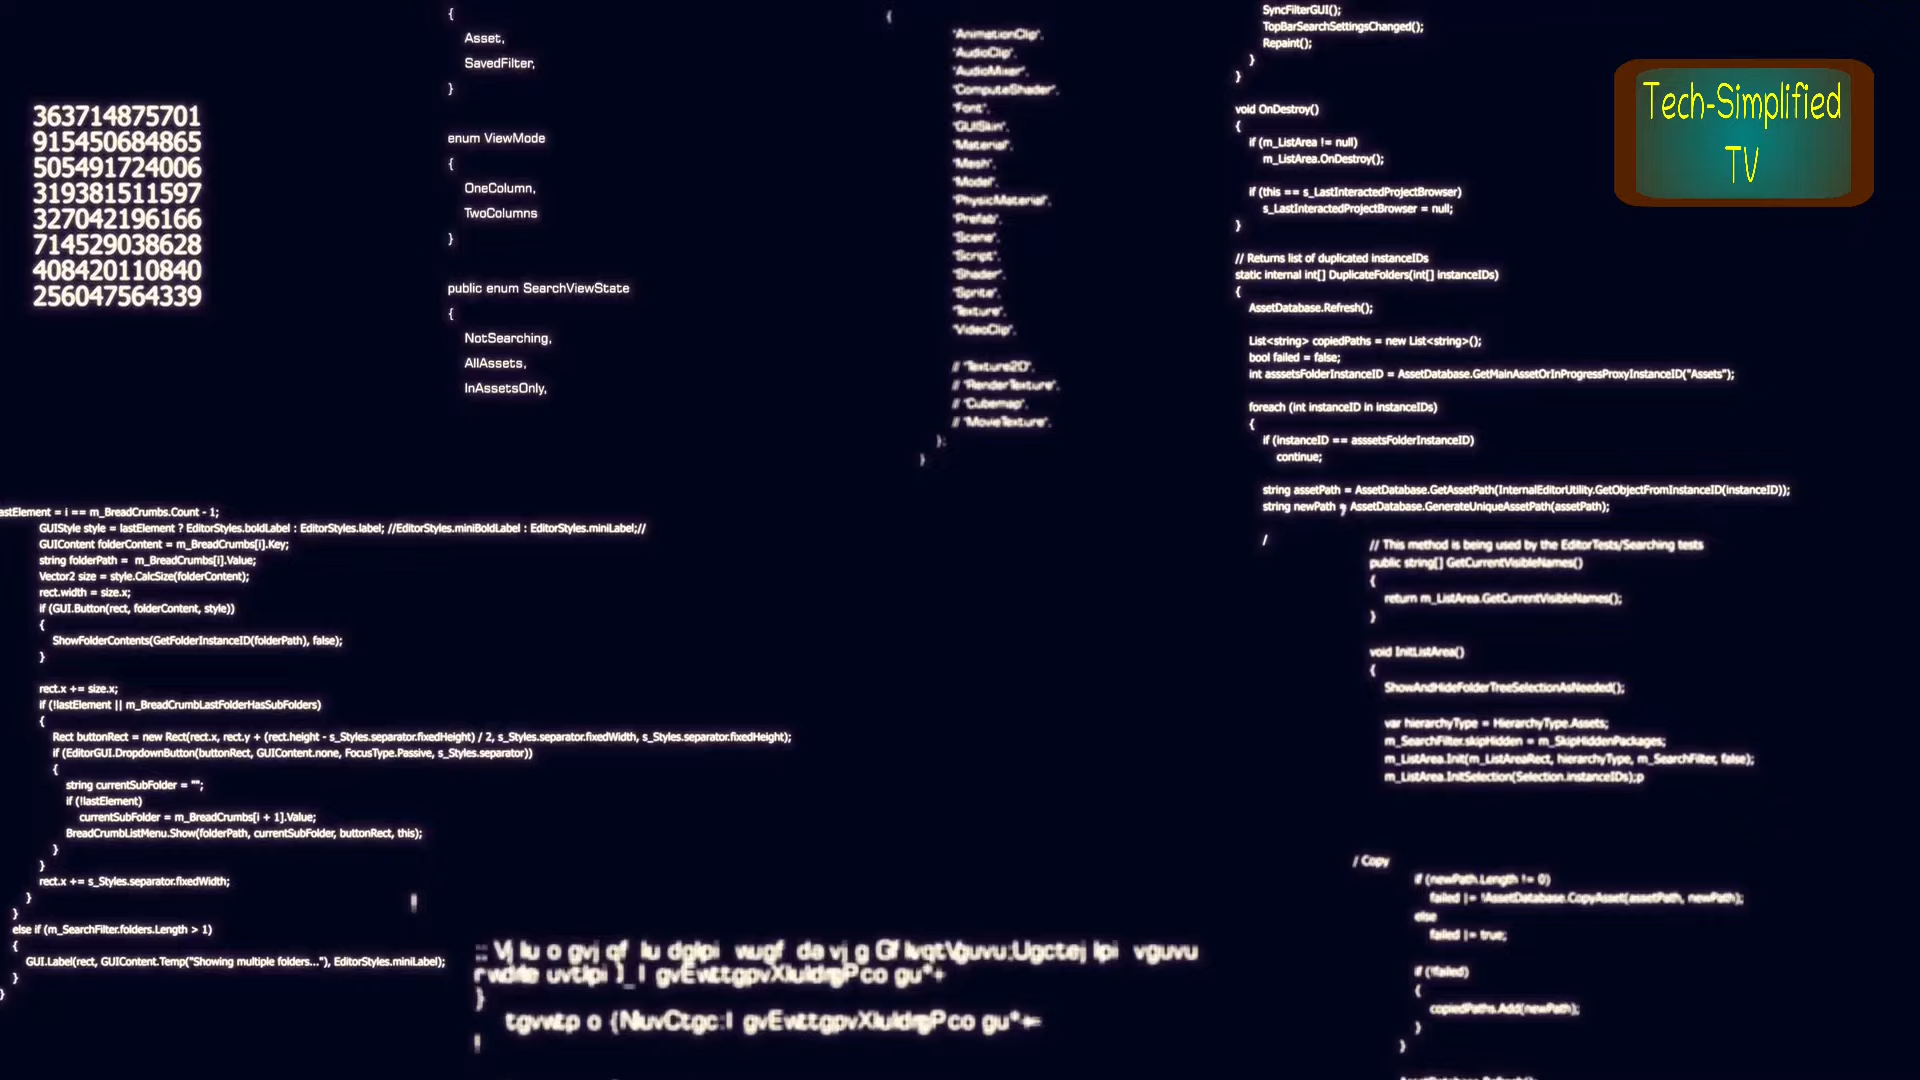 363714875701
915450684865
505491724006
319381511597
327042196166
714529038628
408420110840
256047564339
{
Asset,
SavedFilter,
}
enum ViewMode
{
OneColumn,
TwoColumns
}
public enum SearchViewState
{
NotSearching,
AllAssets,
InAssetsOnly,
{
"AnimationClip",
"AudioClip",
"AudioMixer",
"ComputeShader",
"Font",
"GUISkin",
"Material",
"Mesh",
"Model",
"PhysicMaterial",
"Prefab",
"Scene",
"Script",
"Shader",
"Sprite",
"Texture",
"VideoClip",
// "Texture2D",
// "RenderTexture",
// "Cubemap",
// "MovieTexture",
};
}
SyncFilterGUI();
TopBarSearchSettingsChanged();
Repaint();
}
}
void OnDestroy()
{
if (m_ListArea != null)
m_ListArea.OnDestroy();
if (this == s_LastInteractedProjectBrowser)
s_LastInteractedProjectBrowser = null;
}
// Returns list of duplicated instanceIDs
static internal int[] DuplicateFolders(int[] instanceIDs)
{
AssetDatabase.Refresh();
List<string> copiedPaths = new List<string>();
bool failed = false;
int asssetsFolderInstanceID = AssetDatabase.GetMainAssetOrInProgressProxyInstanceID("Assets");
foreach (int instanceID in instanceIDs)
{
if (instanceID == asssetsFolderInstanceID)
continue;
string assetPath = AssetDatabase.GetAssetPath(InternalEditorUtility.GetObjectFromInstanceID(instanceID));
string newPath = AssetDatabase.GenerateUniqueAssetPath(assetPath);
/
Tech-Simplified
TV
astElement = i == m_BreadCrumbs.Count - 1;
GUIStyle style = lastElement ? EditorStyles.boldLabel : EditorStyles.label; //EditorStyles.miniBoldLabel : EditorStyles.miniLabel;//
GUIContent folderContent = m_BreadCrumbs[i].Key;
string folderPath = m_BreadCrumbs[i].Value;
Vector2 size = style.CalcSize(folderContent);
rect.width = size.x;
if (GUI.Button(rect, folderContent, style))
{
ShowFolderContents(GetFolderInstanceID(folderPath), false);
}
rect.x += size.x;
if (!lastElement || m_BreadCrumbLastFolderHasSubFolders)
{
Rect buttonRect = new Rect(rect.x, rect.y + (rect.height - s_Styles.separator.fixedHeight) / 2, s_Styles.separator.fixedWidth, s_Styles.separator.fixedHeight);
if (EditorGUI.DropdownButton(buttonRect, GUIContent.none, FocusType.Passive, s_Styles.separator))
{
string currentSubFolder = "";
if (!lastElement)
currentSubFolder = m_BreadCrumbs[i + 1].Value;
BreadCrumbListMenu.Show(folderPath, currentSubFolder, buttonRect, this);
}
}
rect.x += s_Styles.separator.fixedWidth;
}
}
else if (m_SearchFilter.folders.Length > 1)
{
GUI.Label(rect, GUIContent.Temp("Showing multiple folders..."), EditorStyles.miniLabel);
}
}
// This method is being used by the EditorTests/Searching tests
public string[] GetCurrentVisibleNames()
{
return m_ListArea.GetCurrentVisibleNames();
}
void InitListArea()
{
ShowAndHideFolderTreeSelectionAsNeeded();
var hierarchyType = HierarchyType.Assets;
m_SearchFilter.skipHidden = m_SkipHiddenPackages;
m_ListArea.Init(m_ListAreaRect, hierarchyType, m_SearchFilter, false);
m_ListArea.InitSelection(Selection.instanceIDs);p
/ Copy
if (newPath.Length != 0)
failed |= !AssetDatabase.CopyAsset(assetPath, newPath);
else
failed |= true;
if (!failed)
{
copiedPaths.Add(newPath);
}
}